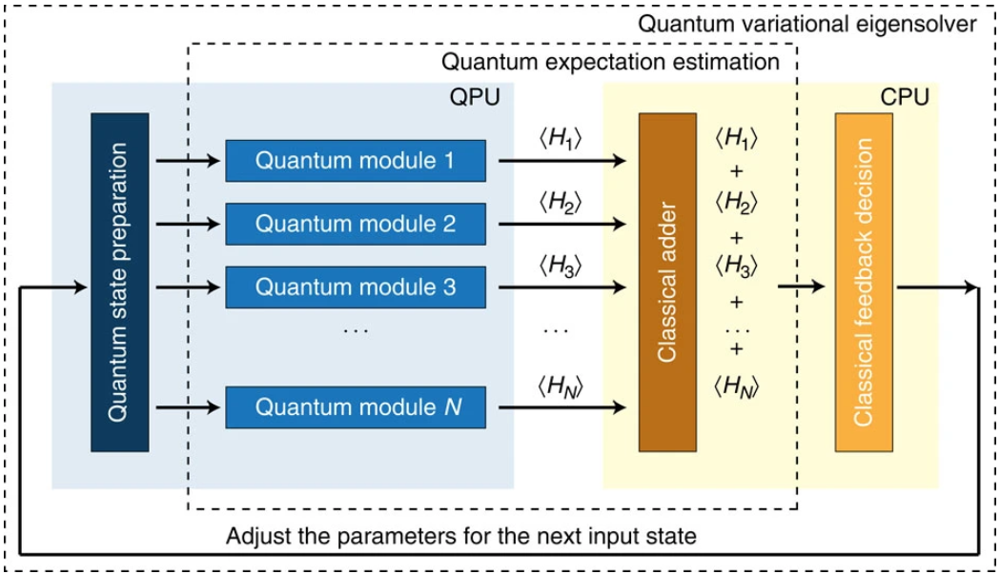 Quantum variational eigensolver
Quantum expectation estimation
QPU
CPU
Quantum state preparation
Quantum module 1
Quantum module 2
Quantum module 3
...
Quantum module N
⟨H₁⟩
⟨H₂⟩
⟨H₃⟩
...
⟨H_N⟩
Classical adder
⟨H₁⟩
+
⟨H₂⟩
+
⟨H₃⟩
+
...
+
⟨H_N⟩
Classical feedback decision
Adjust the parameters for the next input state